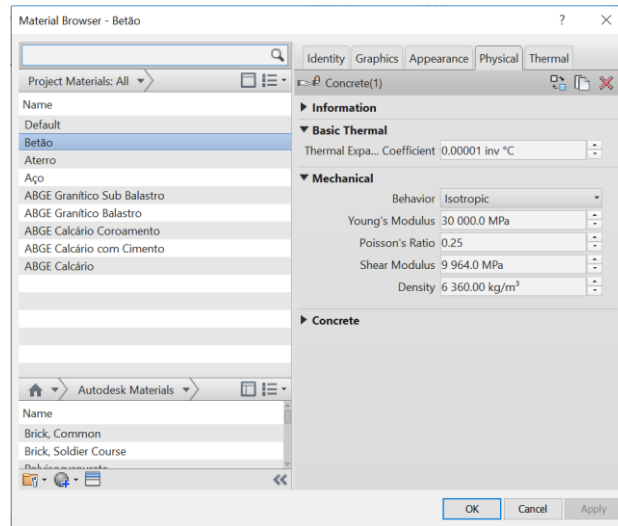 Material Browser - Betão
?
Identity Graphics Appearance Physical Thermal
Project Materials: All
Name
Default
Betão
Aterro
Aço
ABGE Granítico Sub Balastro
ABGE Granítico Balastro
ABGE Calcário Coroamento
ABGE Calcário com Cimento
ABGE Calcário
Autodesk Materials
Name
Brick, Common
Brick, Soldier Course
Concrete(1)
Information
Basic Thermal
Thermal Expa... Coefficient 0.00001 inv °C
Mechanical
Behavior Isotropic
Young's Modulus 30 000.0 MPa
Poisson's Ratio 0.25
Shear Modulus 9 964.0 MPa
Density 6 360.00 kg/m³
Concrete
OK Cancel Apply